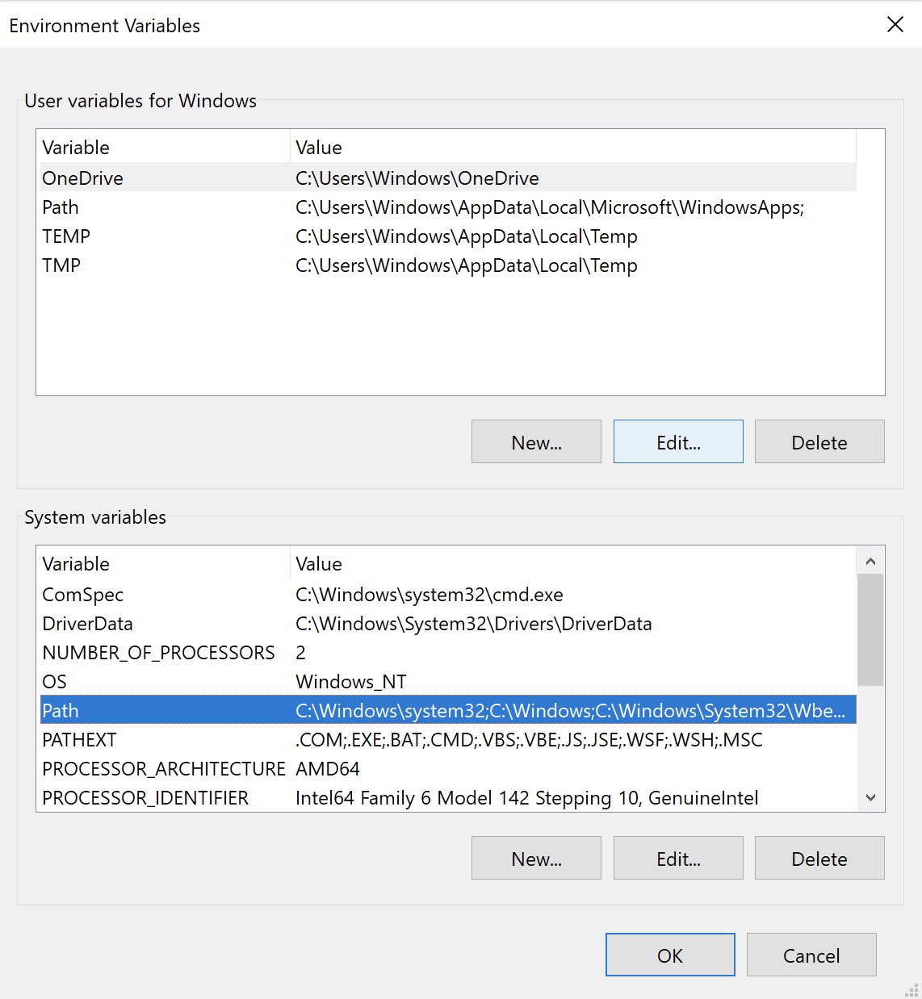 Environment Variables
User variables for Windows
Variable Value
OneDrive C:\Users\Windows\OneDrive
Path C:\Users\Windows\AppData\Local\Microsoft\WindowsApps;
TEMP C:\Users\Windows\AppData\Local\Temp
TMP C:\Users\Windows\AppData\Local\Temp
New... Edit... Delete
System variables
Variable Value
ComSpec C:\Windows\system32\cmd.exe
DriverData C:\Windows\System32\Drivers\DriverData
NUMBER_OF_PROCESSORS 2
OS Windows_NT
Path C:\Windows\system32;C:\Windows;C:\Windows\System32\Wbe...
PATHEXT .COM;.EXE;.BAT;.CMD;.VBS;.VBE;.JS;.JSE;.WSF;.WSH;.MSC
PROCESSOR_ARCHITECTURE AMD64
PROCESSOR_IDENTIFIER Intel64 Family 6 Model 142 Stepping 10, GenuineIntel
New... Edit... Delete
OK Cancel